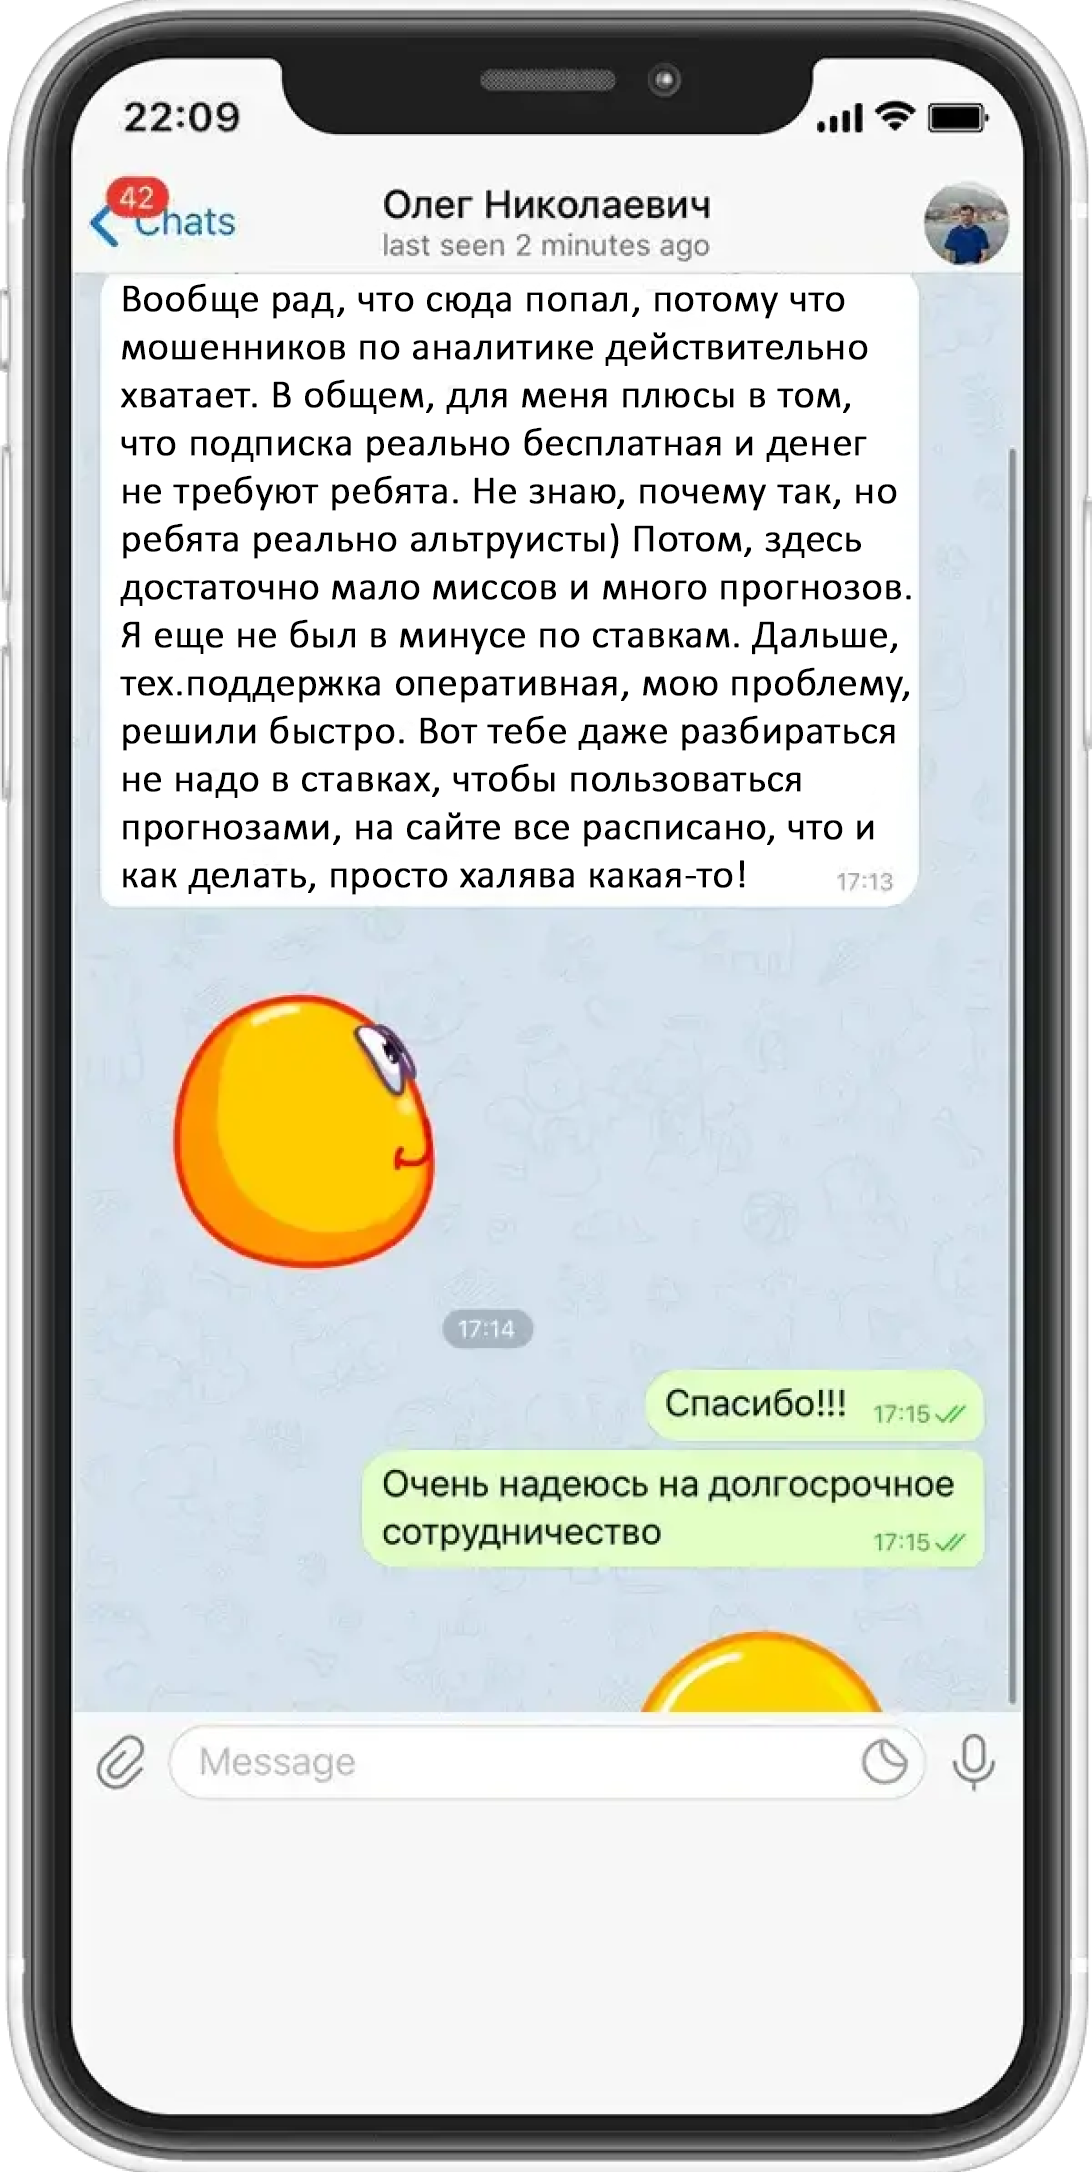 22:09
42
Chats
Олег Николаевич
last seen 2 minutes ago
Вообще рад, что сюда попал, потому что
мошенников по аналитике действительно
хватает. В общем, для меня плюсы в том,
что подписка реально бесплатная и денег
не требуют ребята. Не знаю, почему так, но
ребята реально альтруисты) Потом, здесь
достаточно мало миссов и много прогнозов.
Я еще не был в минусе по ставкам. Дальше,
тех.поддержка оперативная, мою проблему,
решили быстро. Вот тебе даже разбираться
не надо в ставках, чтобы пользоваться
прогнозами, на сайте все расписано, что и
как делать, просто халява какая-то!
17:13
17:14
Спасибо!!! 17:15
Очень надеюсь на долгосрочное
сотрудничество 17:15
Message